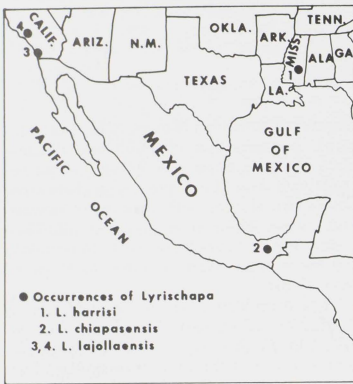 CALIF.
ARIZ.
N.M.
OKLA.
ARK.
TENN.
MISS.
ALA
GA
TEXAS
LA.
4
3
1
MEXICO
GULF
OF
MEXICO
PACIFIC
OCEAN
2
● Occurrences of Lyrischapa
1. L. harrisi
2. L. chiapasensis
3,4. L. lajollaensis